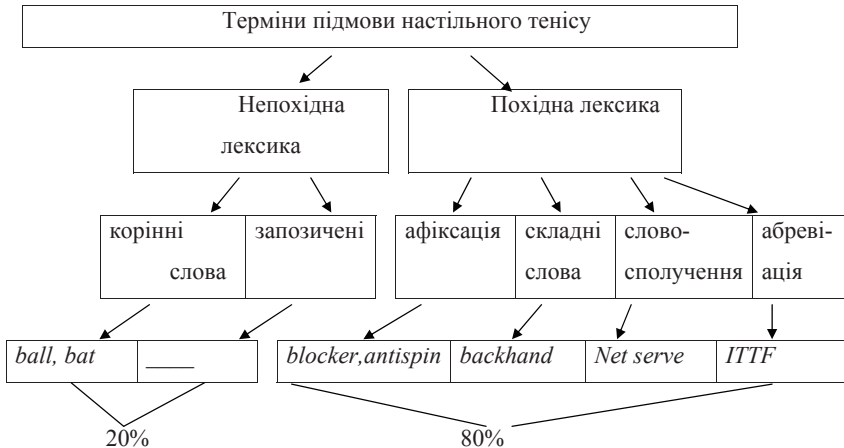 Терміни підмови настільного тенісу
Непохідна
лексика
Похідна лексика
корінні
слова
запозичені
афіксація
складні
слова
слово-
сполучення
абреві-
ація
ball, bat
____
blocker,antispin
backhand
Net serve
ITTF
20%
80%